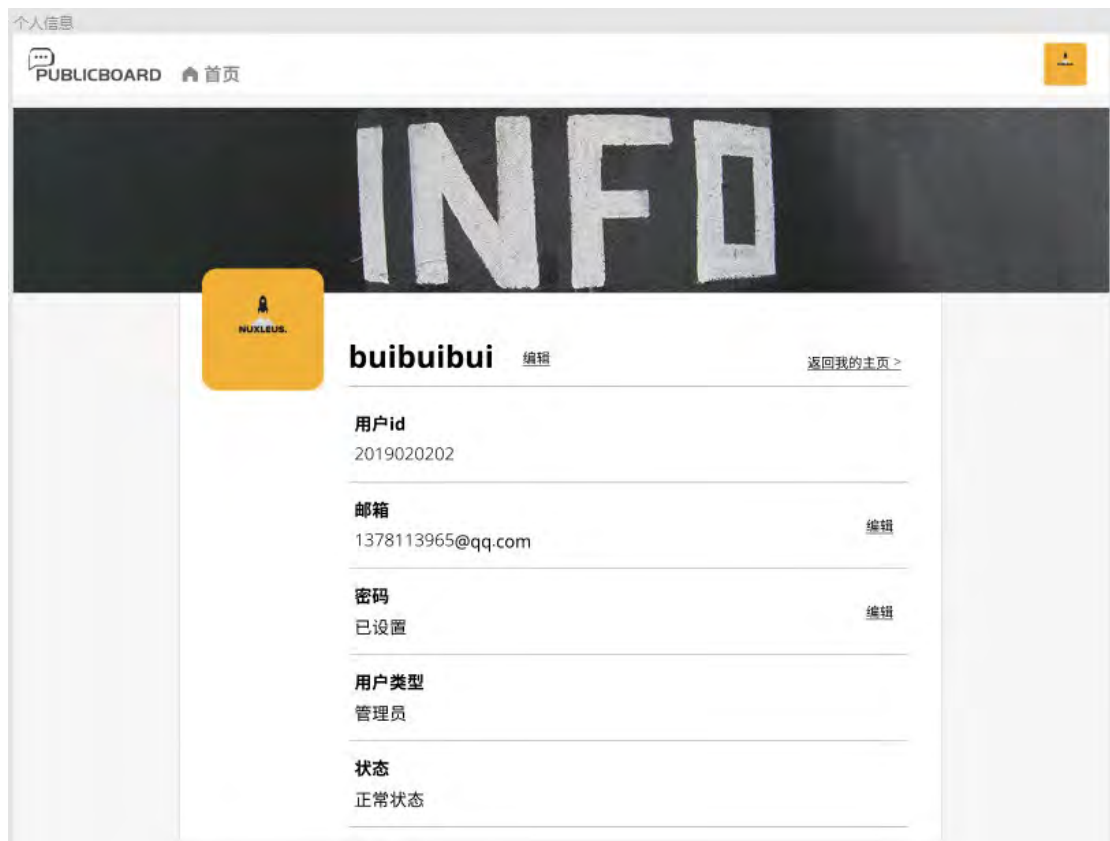 个人信息
PUBLICBOARD 首页
INFO
NUXLEUS.
buibuibui 编辑 返回我的主页 >
用户id
2019020202
邮箱
1378113965@qq.com 编辑
密码
已设置 编辑
用户类型
管理员
状态
正常状态